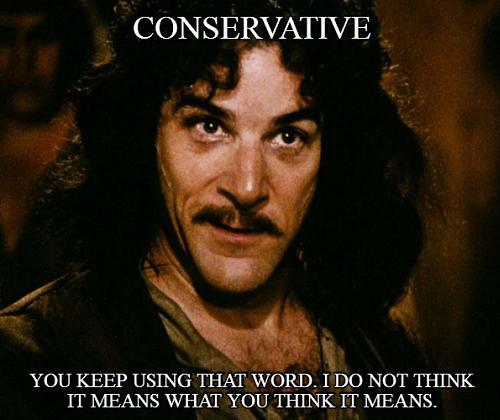 CONSERVATIVE
YOU KEEP USING THAT WORD. I DO NOT THINK
IT MEANS WHAT YOU THINK IT MEANS.